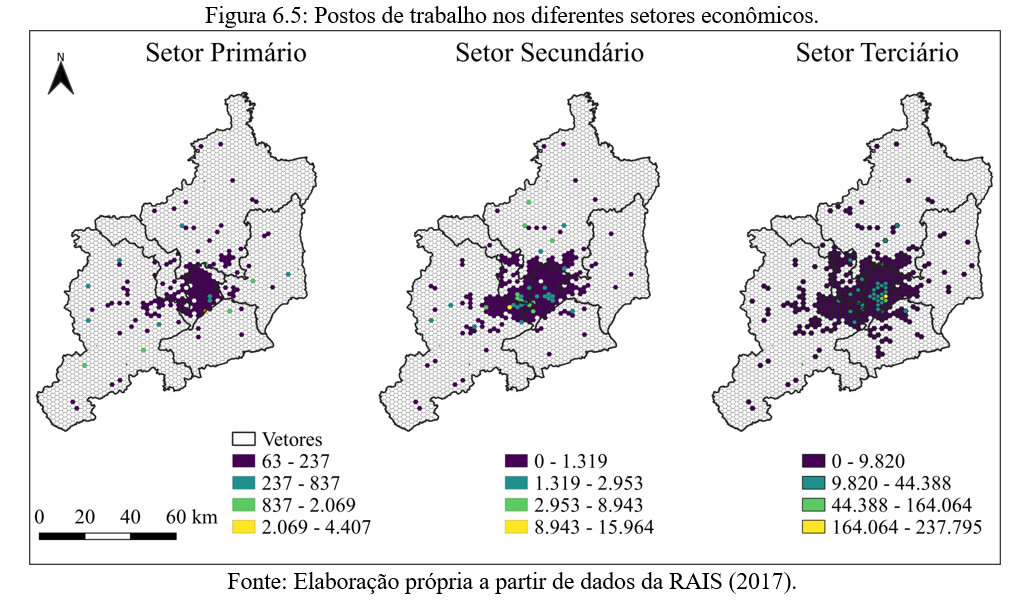 Figura 6.5: Postos de trabalho nos diferentes setores econômicos.
Setor Primário
Setor Secundário
Setor Terciário
N
Vetores
63 - 237
237 - 837
837 - 2.069
2.069 - 4.407
0 - 1.319
1.319 - 2.953
2.953 - 8.943
8.943 - 15.964
0 - 9.820
9.820 - 44.388
44.388 - 164.064
164.064 - 237.795
0 20 40 60 km
Fonte: Elaboração própria a partir de dados da RAIS (2017).